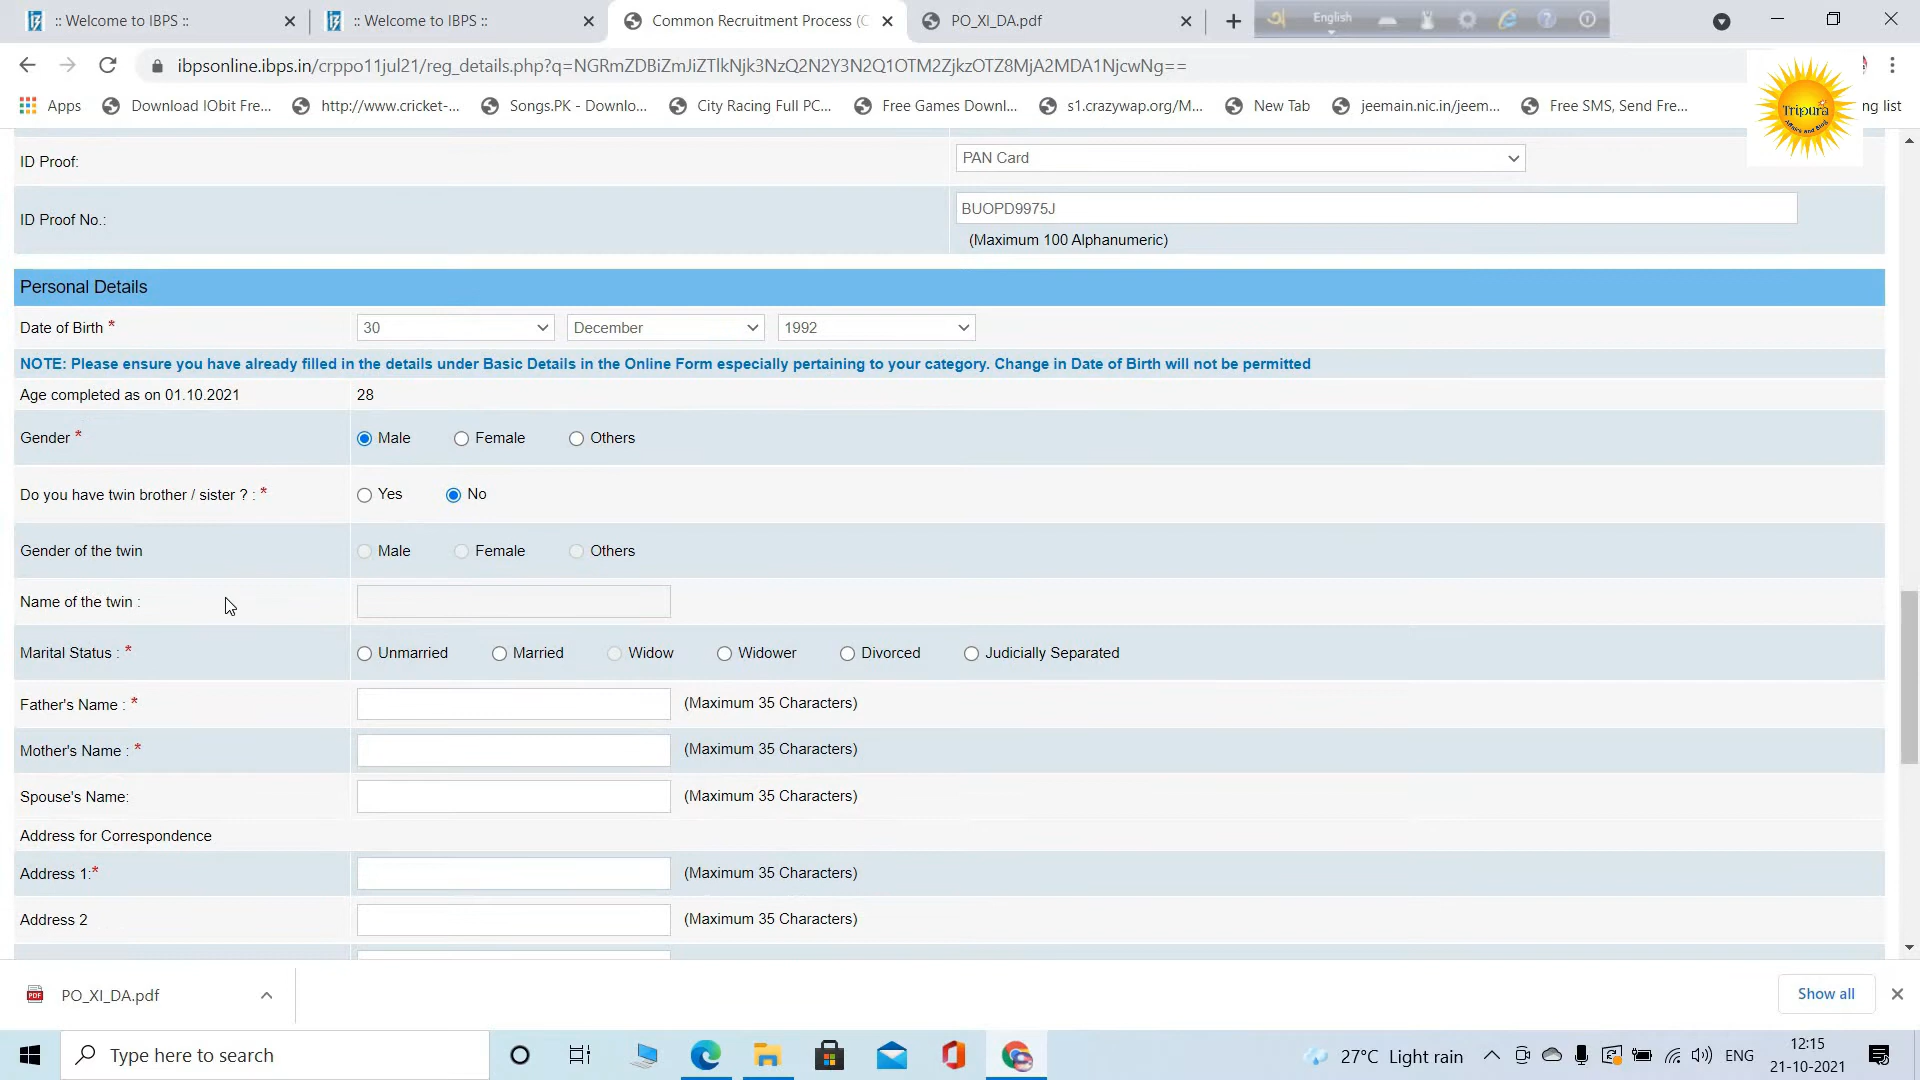 :: Welcome to IBPS ::
:: Welcome to IBPS ::
Common Recruitment Process (C
PO_XI_DA.pdf
English
ibpsonline.ibps.in/crppo11jul21/reg_details.php?q=NGRmZDBiZmJiZTlkNjk3NzQ2N2Y3N2Q1OTM2ZjkzOTZ8MjA2MDA1NjcwNg==
Apps
Download IObit Fre...
http://www.cricket-...
Songs.PK - Downlo...
City Racing Full PC...
Free Games Downl...
s1.crazywap.org/M...
New Tab
jeemain.nic.in/jeem...
Free SMS, Send Fre...
Tripura
ng list
ID Proof:
PAN Card
ID Proof No.:
BUOPD9975J
(Maximum 100 Alphanumeric)
Personal Details
Date of Birth *
30
December
1992
NOTE: Please ensure you have already filled in the details under Basic Details in the Online Form especially pertaining to your category. Change in Date of Birth will not be permitted
Age completed as on 01.10.2021
28
Gender *
Male
Female
Others
Do you have twin brother / sister ? : *
Yes
No
Gender of the twin
Male
Female
Others
Name of the twin :
Marital Status : *
Unmarried
Married
Widow
Widower
Divorced
Judicially Separated
Father's Name : *
(Maximum 35 Characters)
Mother's Name : *
(Maximum 35 Characters)
Spouse's Name:
(Maximum 35 Characters)
Address for Correspondence
Address 1:*
(Maximum 35 Characters)
Address 2
(Maximum 35 Characters)
PO_XI_DA.pdf
Show all
Type here to search
27°C Light rain
ENG
12:15
21-10-2021